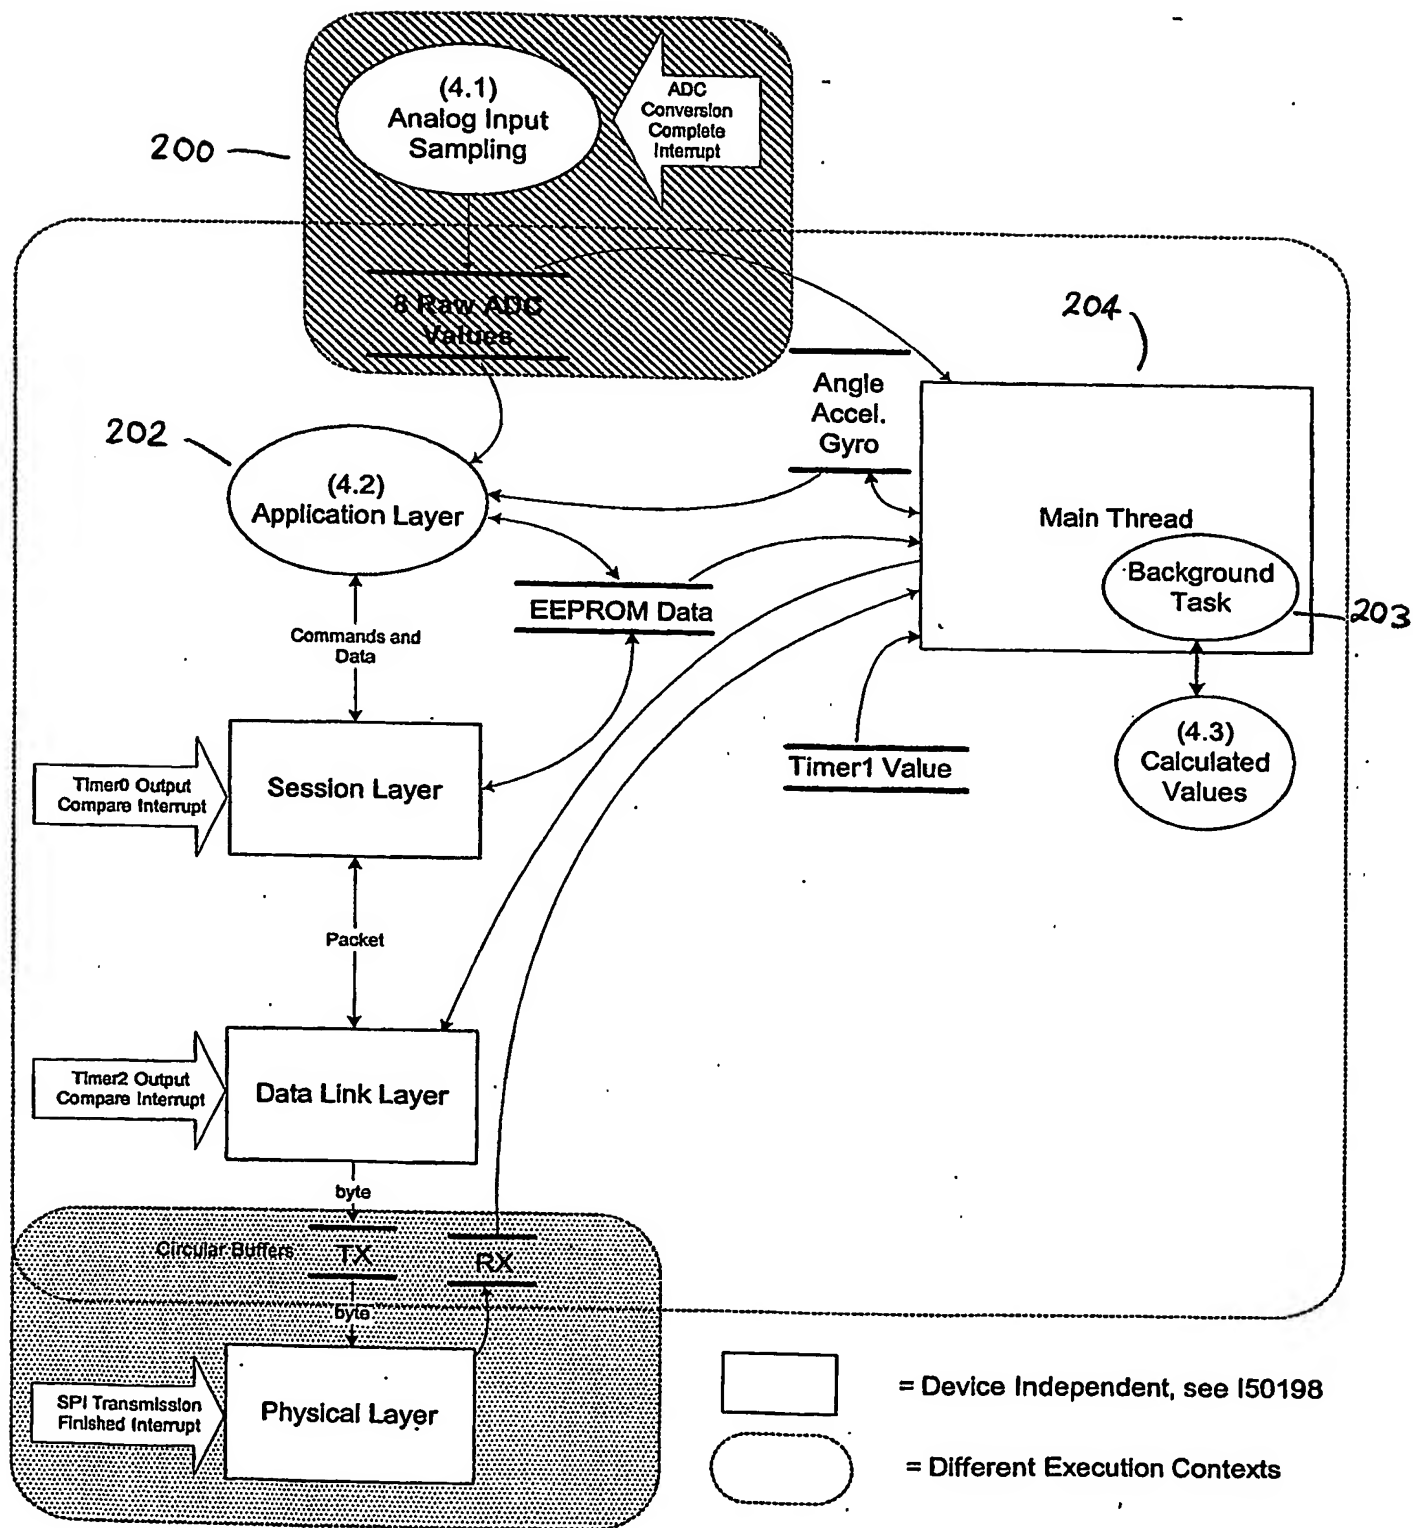 (4.1)
Analog Input
Sampling
ADC
Conversion
Complete
Interrupt
200
8 Raw ADC
Values
204
Angle
Accel.
Gyro
202
(4.2)
Application Layer
Main Thread
Background
Task
203
EEPROM Data
Commands and
Data
(4.3)
Calculated
Values
Timer1 Value
Timer0 Output
Compare Interrupt
Session Layer
Packet
Timer2 Output
Compare Interrupt
Data Link Layer
byte
Circular Buffers
TX
RX
byte
SPI Transmission
Finished Interrupt
Physical Layer
= Device Independent, see I50198
= Different Execution Contexts